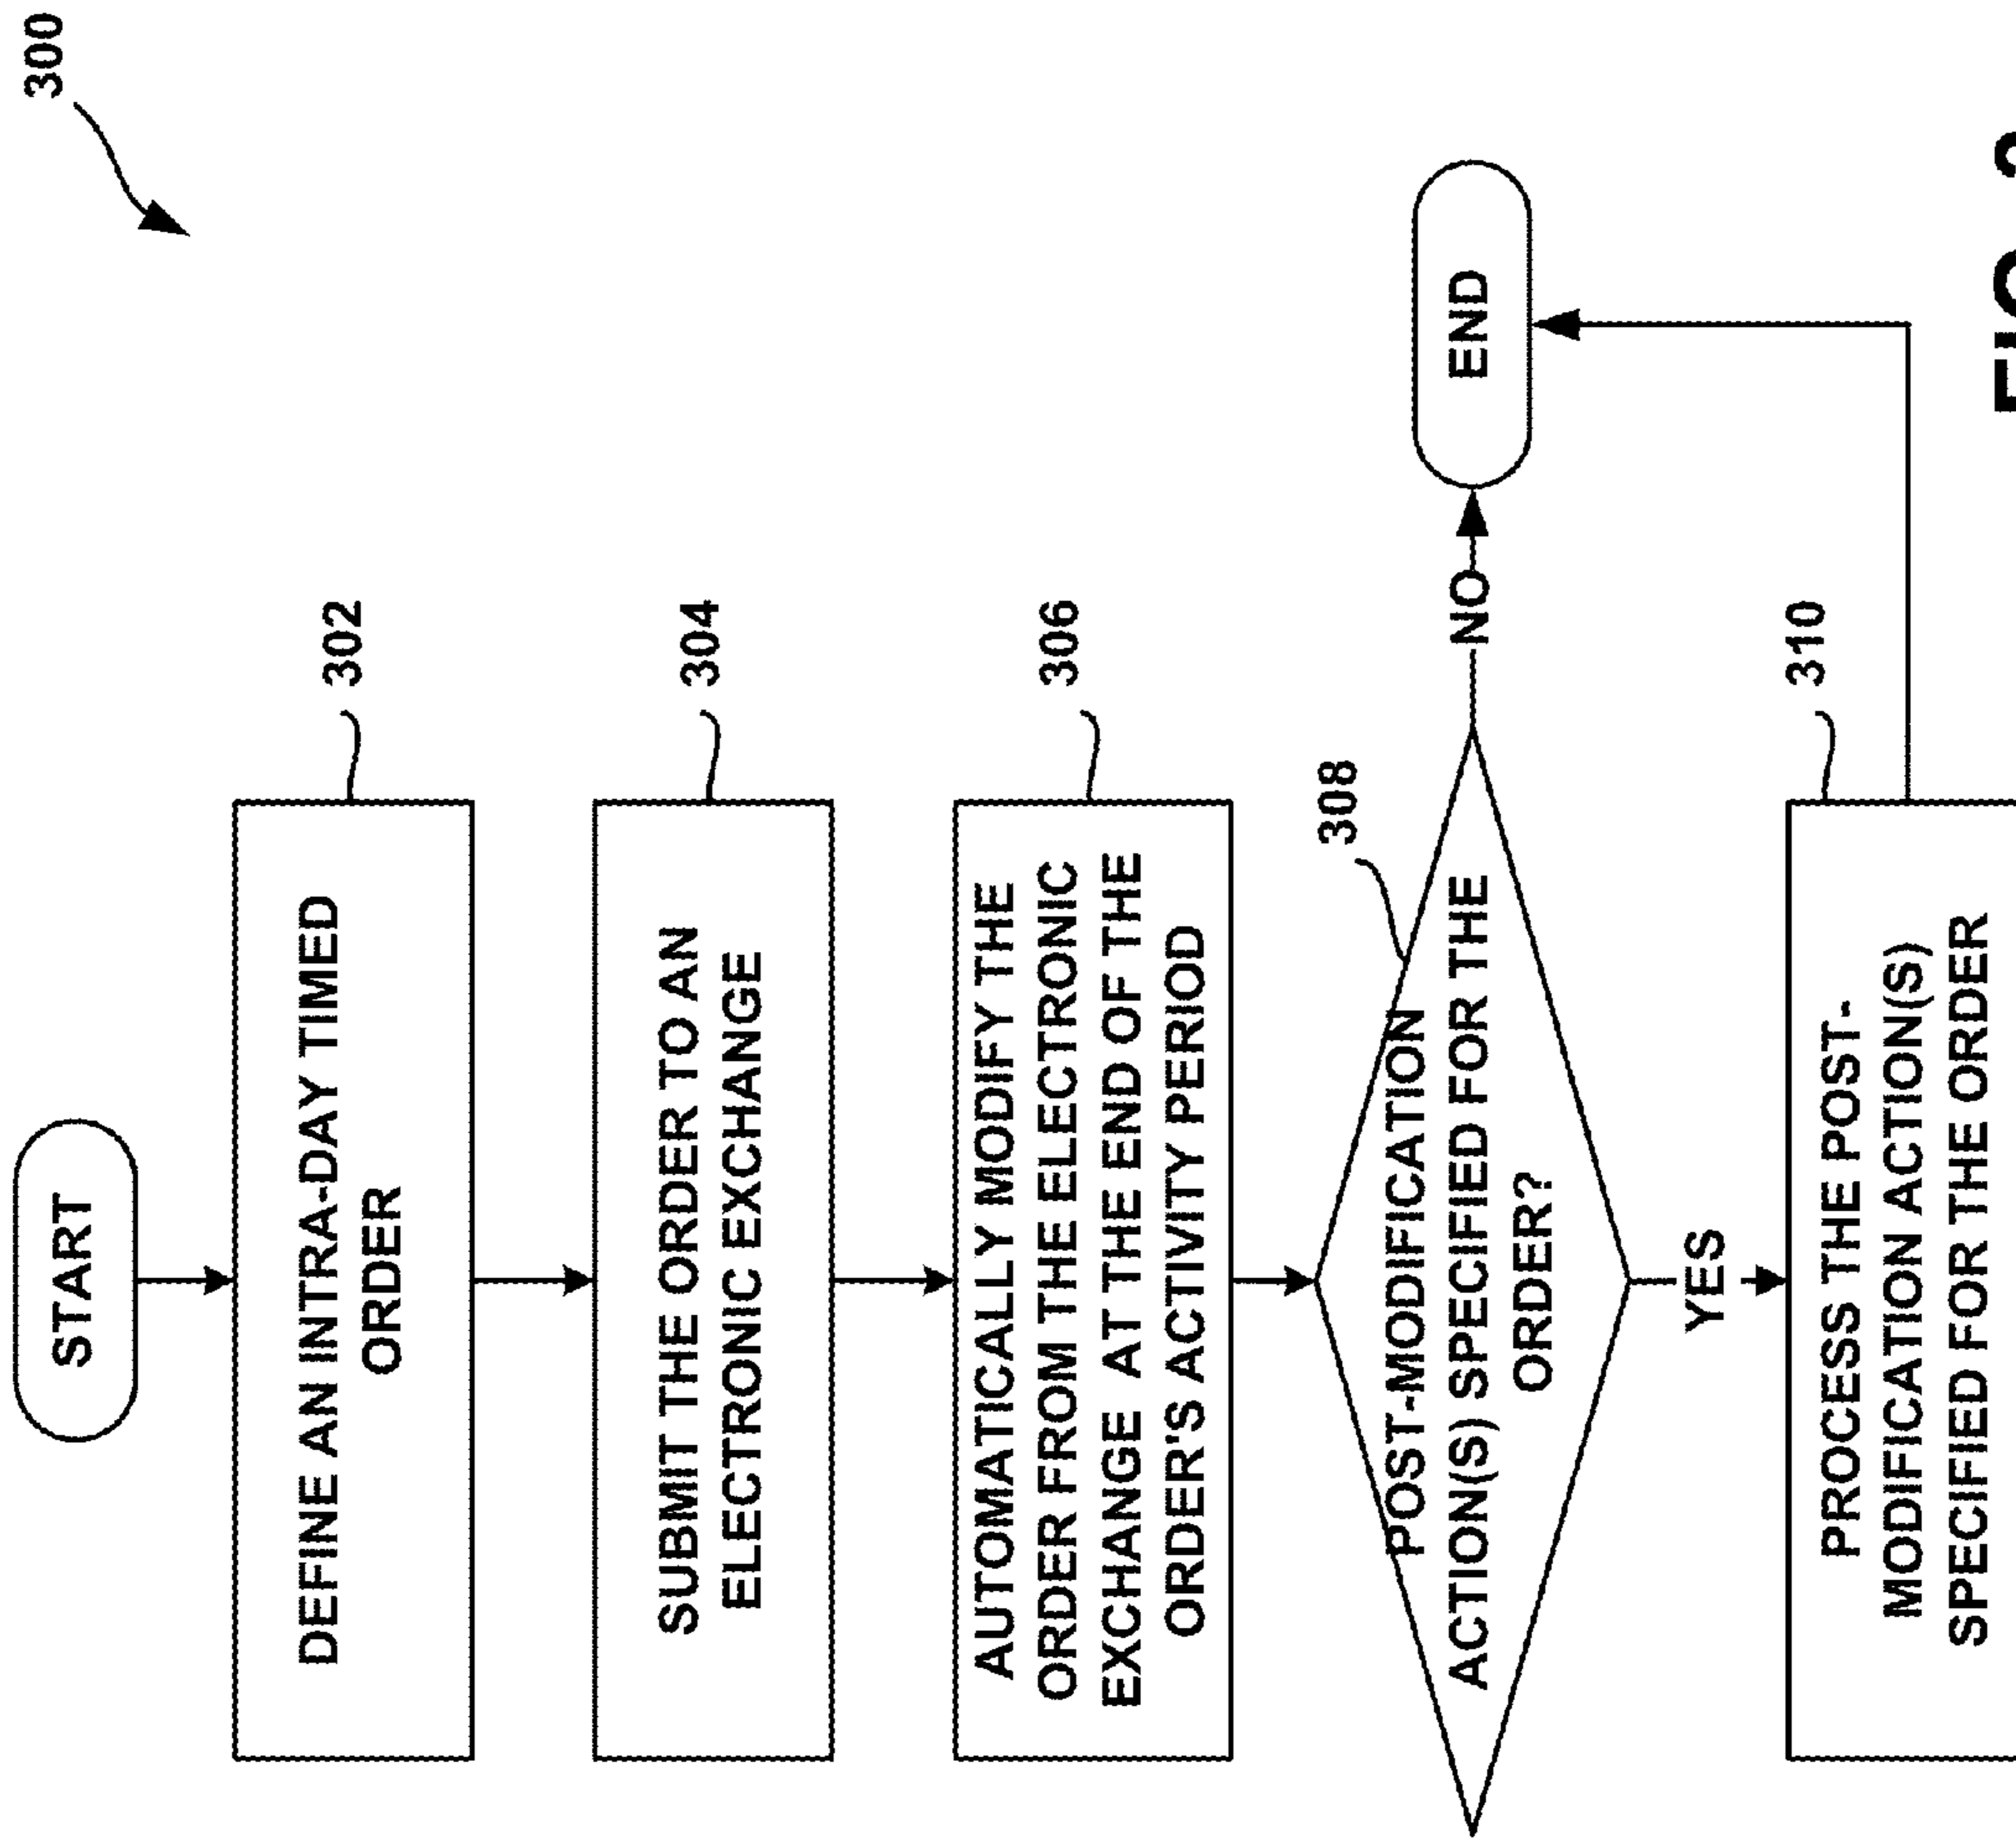 300
START
DEFINE AN INTRA-DAY TIMED
ORDER
302
SUBMIT THE ORDER TO AN
ELECTRONIC EXCHANGE
304
AUTOMATICALLY MODIFY THE
ORDER FROM THE ELECTRONIC
EXCHANGE AT THE END OF THE
ORDER'S ACTIVITY PERIOD
306
308
POST-MODIFICATION
ACTION(S) SPECIFIED FOR THE
ORDER?
NO
END
YES
310
PROCESS THE POST-
MODIFICATION ACTION(S)
SPECIFIED FOR THE ORDER